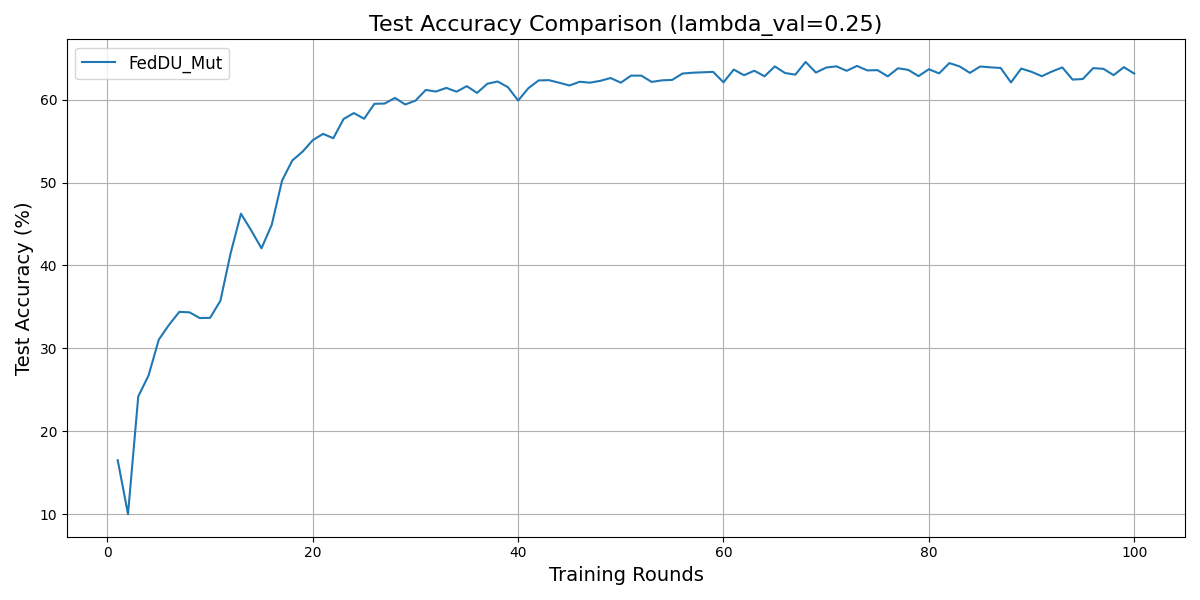 Test Accuracy Comparison (lambda_val=0.25)
FedDU_Mut
Test Accuracy (%)
60
50
40
30
20
10
0 20 40 60 80 100
Training Rounds